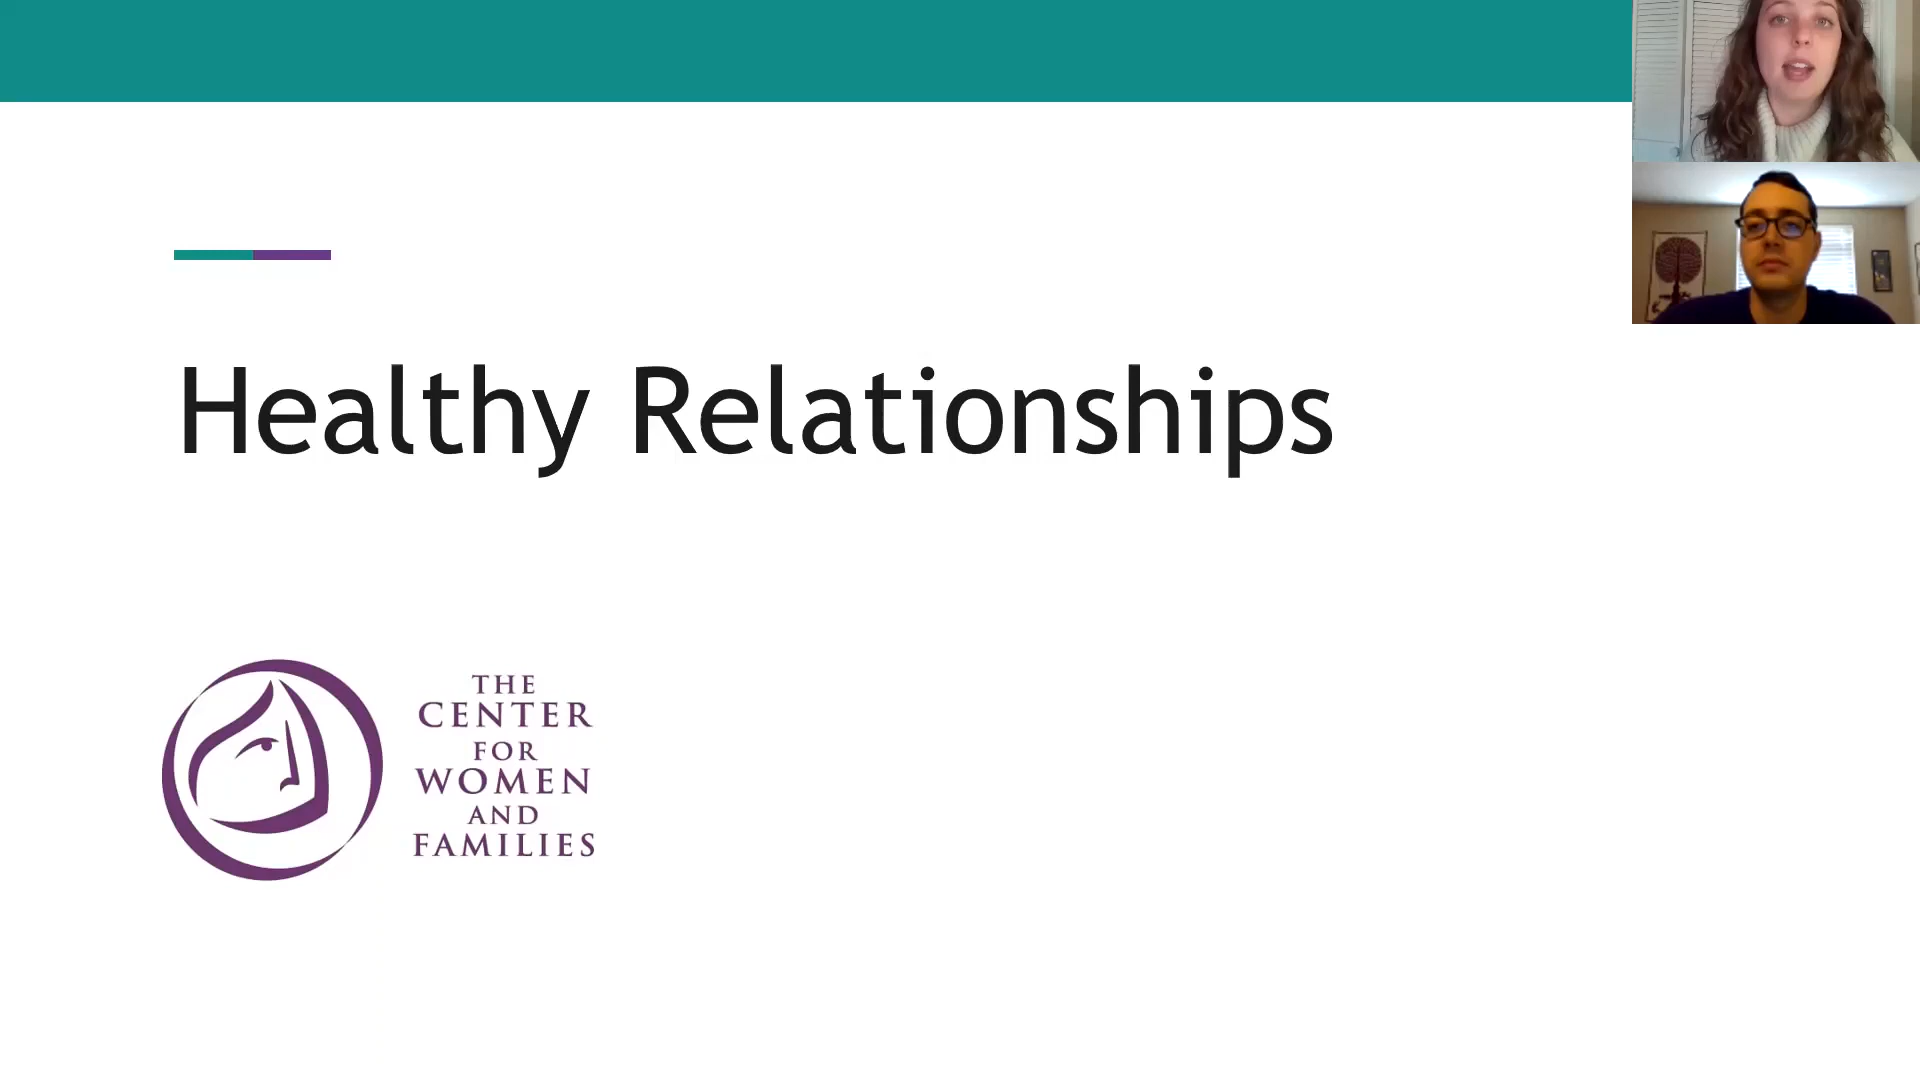 Healthy Relationships
THE
CENTER
FOR
WOMEN
AND
FAMILIES